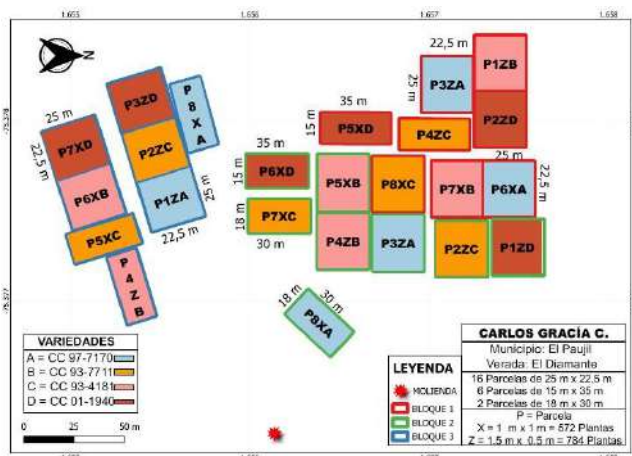 1.655 1.656 1.657 1.658
N
22,5 m
P1ZB
P3ZA
25 m
P2ZD
35 m
15 m
P5XD
P4ZC
P3ZD
P8XA
25 m
P7XD
22,5 m
P2ZC
P6XB
P1ZA
25 m
22,5 m
P5XC
P4ZB
35 m
15 m
P6XD
P5XB
P8XC
P7XB
25 m
P6XA
22,5 m
18 m
P7XC
30 m
P4ZB
P3ZA
P2ZC
P1ZD
18 m
30 m
P8XA
VARIEDADES
A = CC 97-7170
B = CC 93-7711
C = CC 93-4181
D = CC 01-1940
0 25 50 m
LEYENDA
MOLIENDA
BLOQUE 1
BLOQUE 2
BLOQUE 3
CARLOS GRACÍA C.
Municipio: El Paujil
Verada: El Diamante
16 Parcelas de 25 m x 22,5 m
6 Parcelas de 15 m x 35 m
2 Parcelas de 18 m x 30 m
P = Parcela
X = 1 m x 1 m = 572 Plantas
Z = 1.5 m x 0.5 m = 784 Plantas